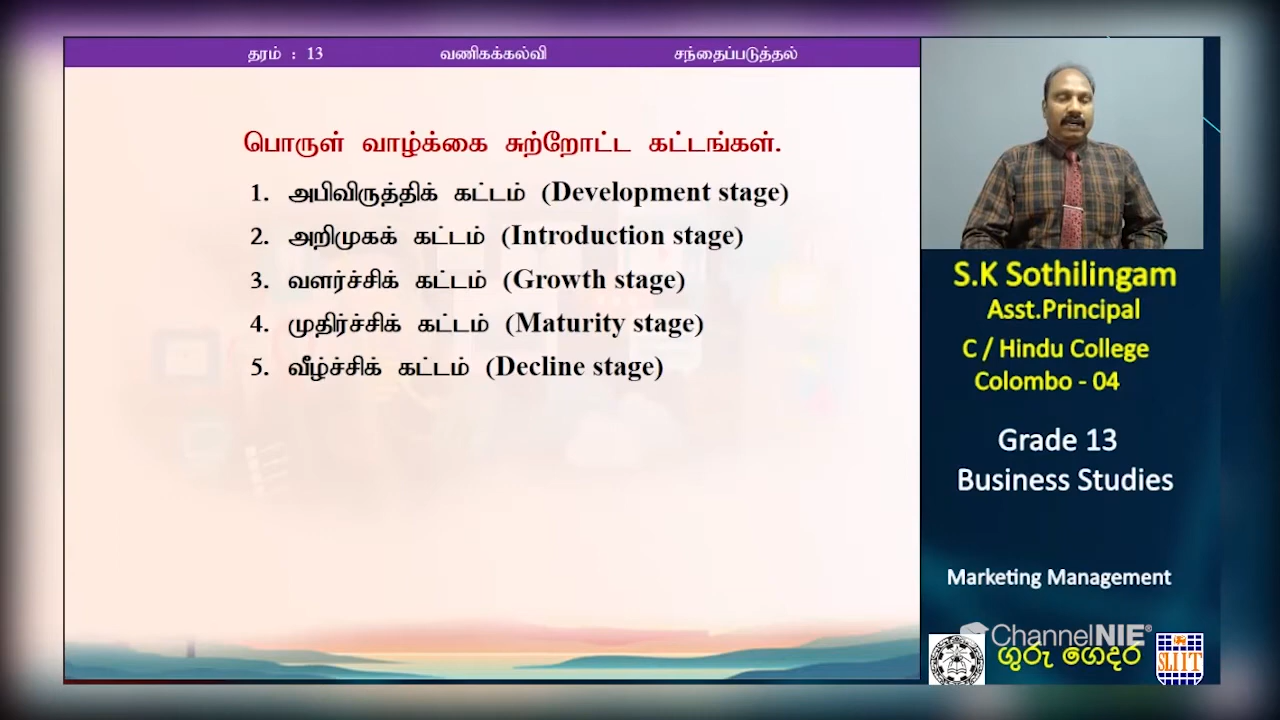 தரம் : 13 வணிகக்கல்வி சந்தைப்படுத்தல்
பொருள் வாழ்க்கை சுற்றோட்ட கட்டங்கள்.
1. அபிவிருத்திக் கட்டம் (Development stage)
2. அறிமுகக் கட்டம் (Introduction stage)
3. வளர்ச்சிக் கட்டம் (Growth stage)
4. முதிர்ச்சிக் கட்டம் (Maturity stage)
5. வீழ்ச்சிக் கட்டம் (Decline stage)
S.K Sothilingam
Asst.Principal
C / Hindu College
Colombo - 04
Grade 13
Business Studies
Marketing Management
ChannelNIE®
ගුරු ගෙදර
SLIIT